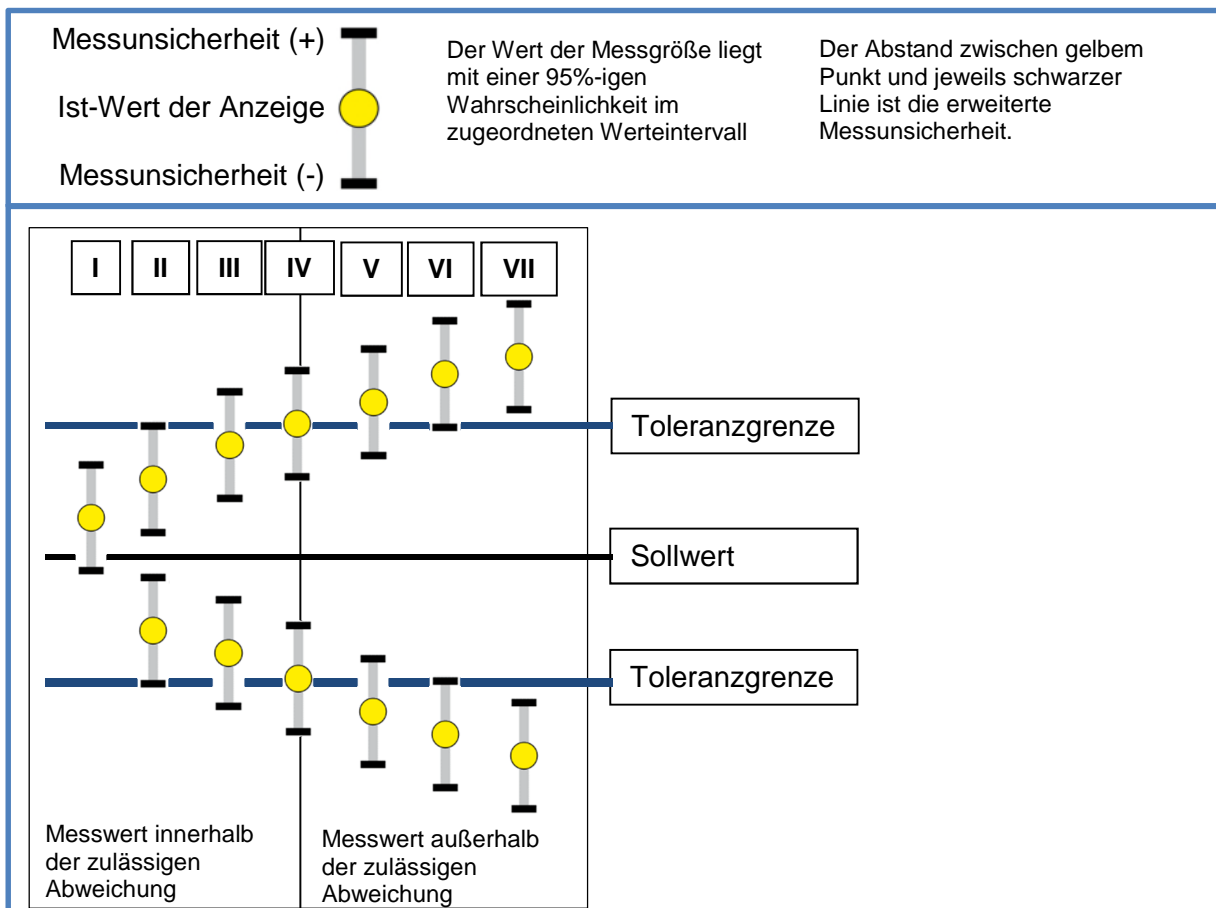 Messunsicherheit (+)
Ist-Wert der Anzeige
Messunsicherheit (-)
Der Wert der Messgröße liegt
mit einer 95%-igen
Wahrscheinlichkeit im
zugeordneten Werteintervall
Der Abstand zwischen gelbem
Punkt und jeweils schwarzer
Linie ist die erweiterte
Messunsicherheit.
I II III IV V VI VII
Toleranzgrenze
Sollwert
Toleranzgrenze
Messwert innerhalb
der zulässigen
Abweichung
Messwert außerhalb
der zulässigen
Abweichung